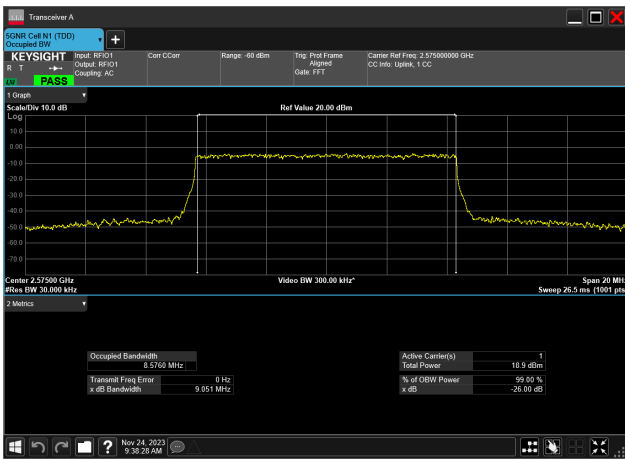 Transceiver A
5GNR Cell N1 (TDD)
Occupied BW
KEYSIGHT
R T
PASS
Input: RFIO1
Output: RFIO1
Coupling: AC
Corr CCorr
Range: -60 dBm
Trig: Prot Frame
Aligned
Gate: FFT
Carrier Ref Freq: 2.575000000 GHz
CC Info: Uplink, 1 CC
1 Graph
Scale/Div 10.0 dB
Ref Value 20.00 dBm
Log
10.0
0.00
-10.0
-20.0
-30.0
-40.0
-50.0
-60.0
-70.0
Center 2.57500 GHz
Video BW 300.00 kHz*
Span 20 MHz
#Res BW 30.000 kHz
Sweep 26.5 ms (1001 pts
2 Metrics
Occupied Bandwidth
8.5760 MHz
Active Carrier(s) 1
Total Power 18.9 dBm
Transmit Freq Error 0 Hz
x dB Bandwidth 9.051 MHz
% of OBW Power 99.00 %
x dB -26.00 dB
Nov 24, 2023
9:38:28 AM